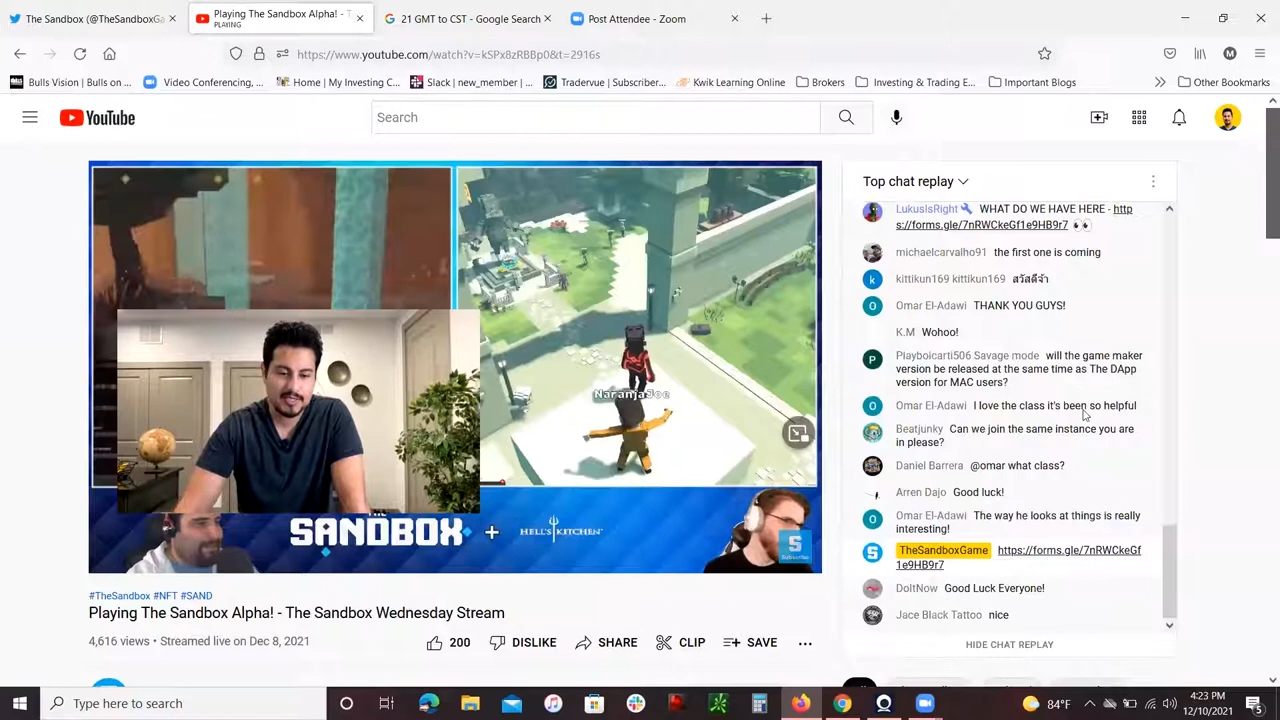 Twitter (@TheSandboxGa
Playing The Sandbox Alpha! - T
PLAYING
21 GMT to CST - Google Search
Post Attendee - Zoom
https://www.youtube.com/watch?v=kSPx8zRBBp0&t=2916s
Bulls Vision | Bulls on ...
Video Conferencing, ...
Home | My Investing C...
Slack | new_member | ...
Tradervue | Subscriber...
Kwik Learning Online
Brokers
Investing & Trading E...
Important Blogs
Other Bookmarks
YouTube
Search
Top chat replay
LukusIsRight WHAT DO WE HAVE HERE - http
s://forms.gle/7nRWCkeGf1e9HB9r7
michaelcarvalho91 the first one is coming
kittikun169 kittikun169 สวัสดีจ้า
Omar El-Adawi THANK YOU GUYS!
K.M Wohoo!
Playboicarti506 Savage mode will the game maker
version be released at the same time as The DApp
version for MAC users?
Omar El-Adawi I love the class it's been so helpful
Beatjunky Can we join the same instance you are
in please?
Daniel Barrera @omar what class?
Arren Dajo Good luck!
Omar El-Adawi The way he looks at things is really
interesting!
TheSandboxGame https://forms.gle/7nRWCkeGf
1e9HB9r7
DoItNow Good Luck Everyone!
Jace Black Tattoo nice
HIDE CHAT REPLAY
NaranjaJoe
SANDBOX + HELL'S KITCHEN
Subscribe
#TheSandbox #NFT #SAND
Playing The Sandbox Alpha! - The Sandbox Wednesday Stream
4,616 views • Streamed live on Dec 8, 2021
200
DISLIKE
SHARE
CLIP
SAVE
Type here to search
84°F
4:23 PM
12/10/2021
5